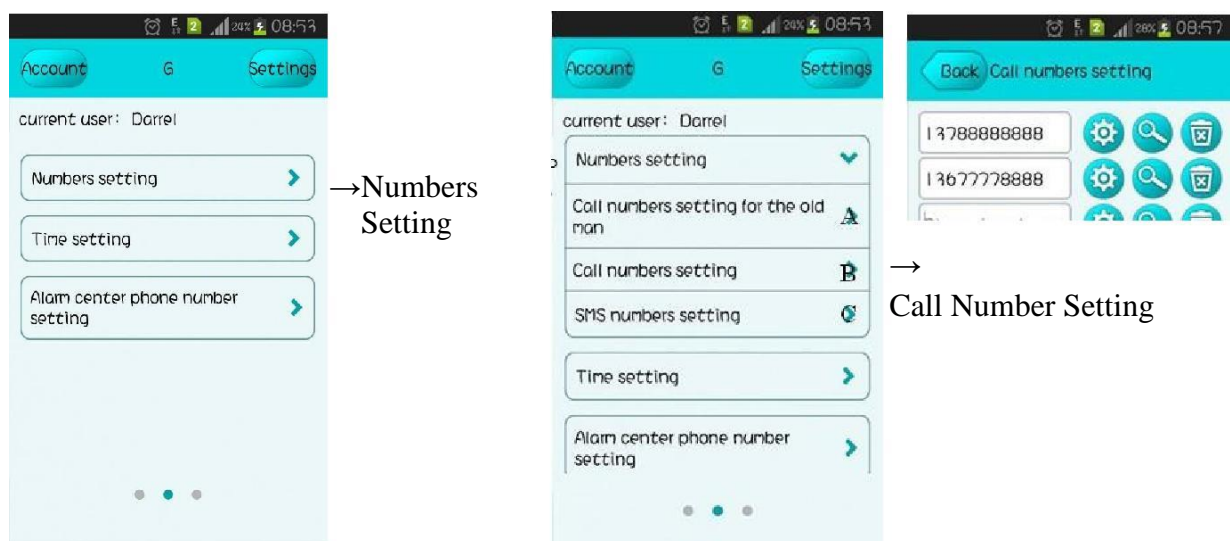 24% 08:53
Account G Settings
current user: Darrel
Numbers setting
Time setting
Alarm center phone number
setting
→Numbers
Setting
24% 08:53
Account G Settings
current user: Darrel
Numbers setting
Call numbers setting for the old
man
A
Call numbers setting B
SMS numbers setting C
Time setting
Alarm center phone number
setting
→
Call Number Setting
28% 08:57
Back Call numbers setting
13788888888
13677778888